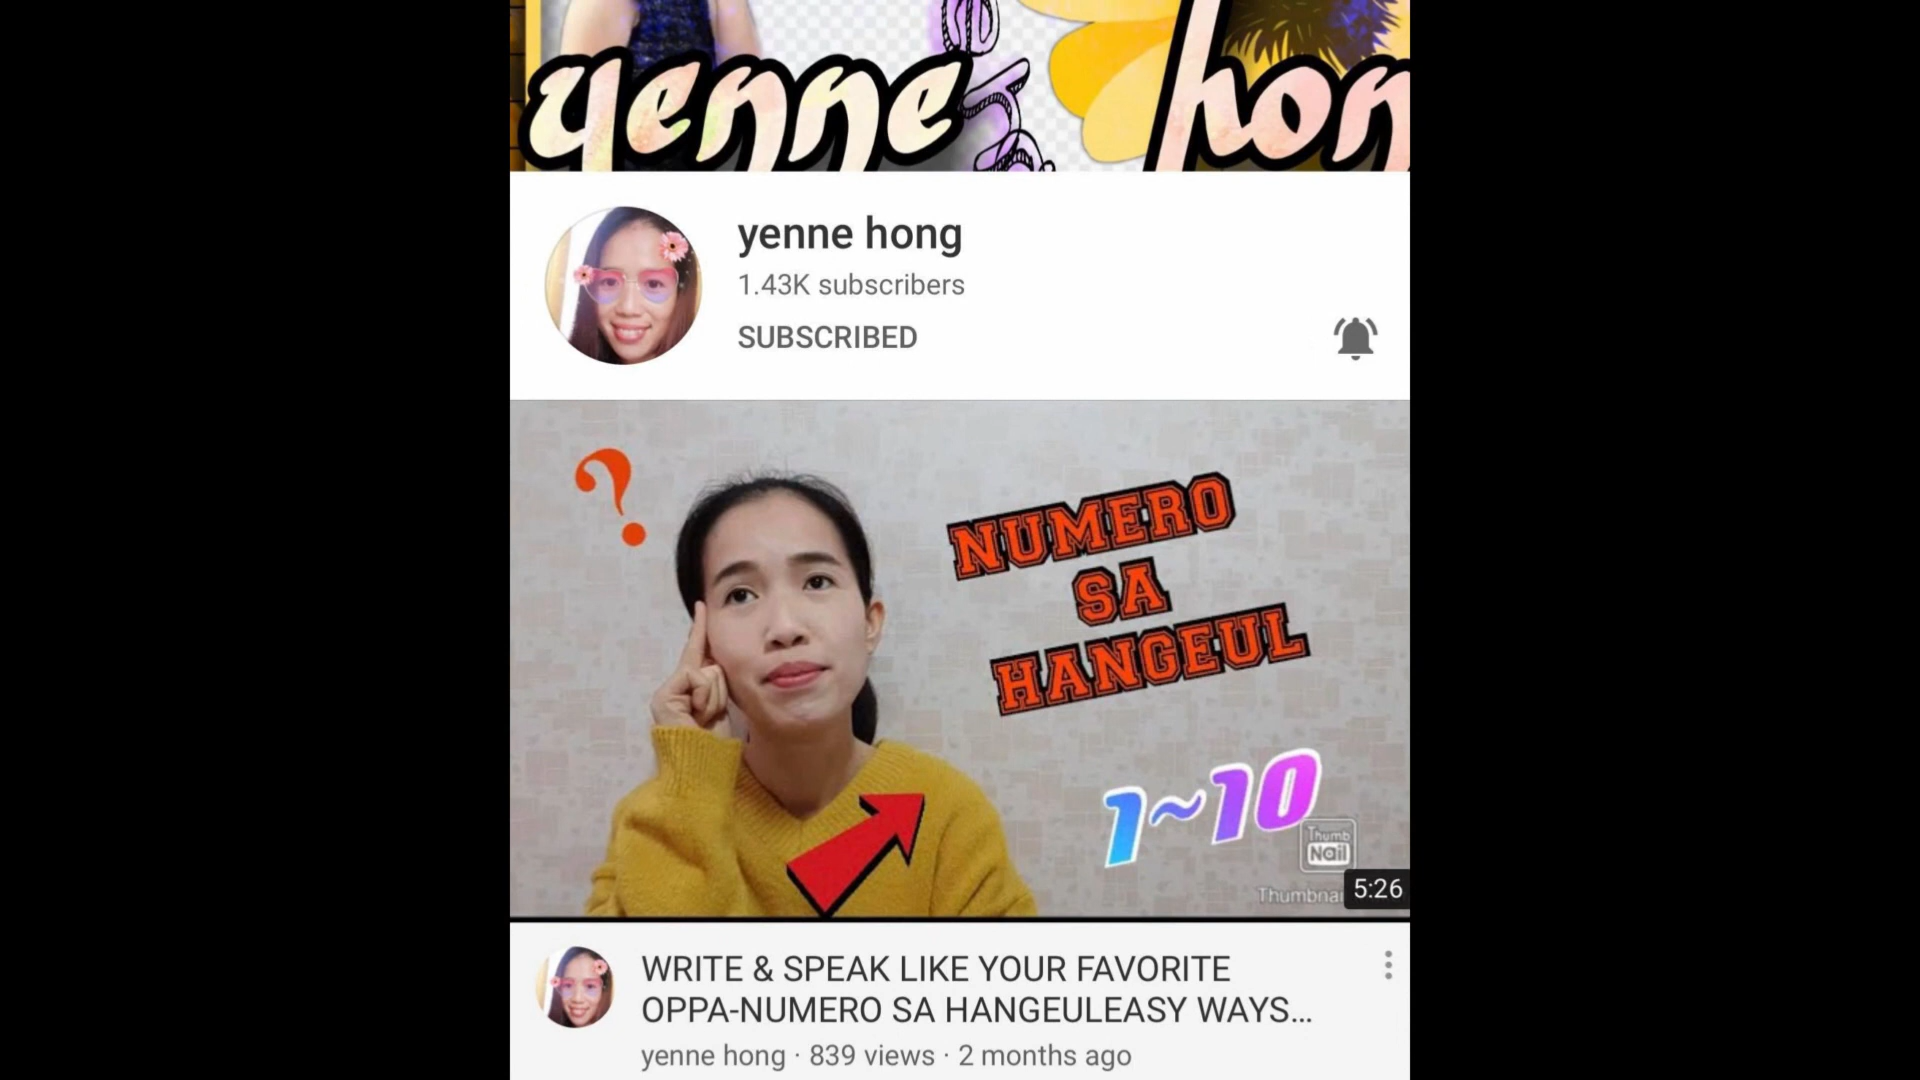 yenne hon
yenne hong
1.43K subscribers
SUBSCRIBED
?
NUMERO
SA
HANGEUL
1~10
Thumb
Nail
Thumbnai
5:26
WRITE & SPEAK LIKE YOUR FAVORITE
OPPA-NUMERO SA HANGEULEASY WAYS...
yenne hong · 839 views · 2 months ago